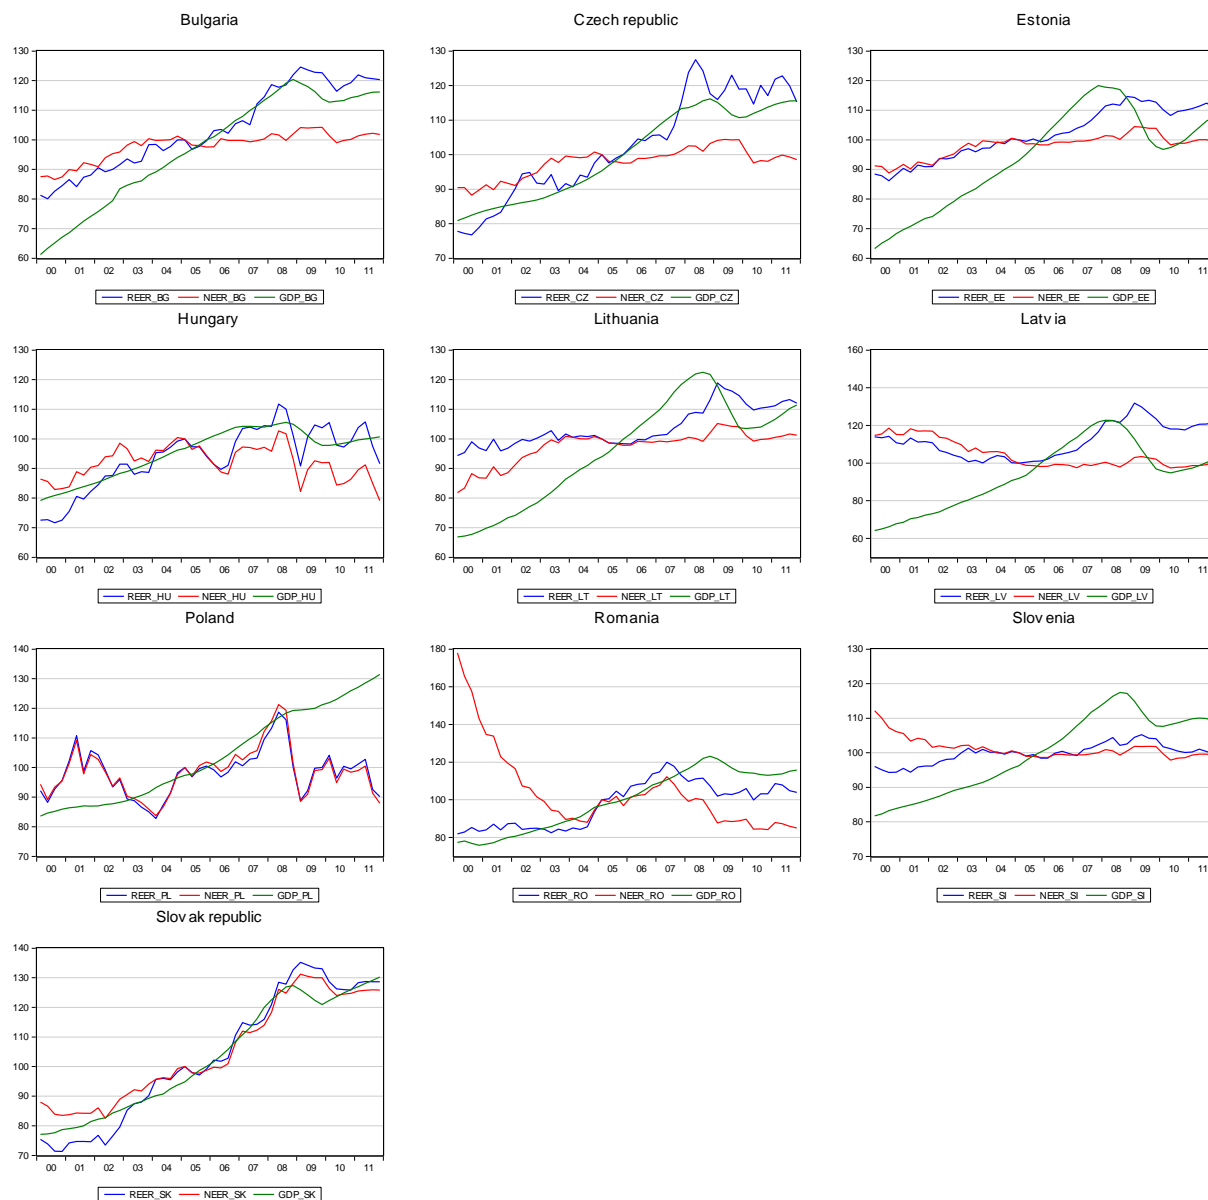 Bulgaria
130
120
110
100
90
80
70
60
00 01 02 03 04 05 06 07 08 09 10 11
REER_BG NEER_BG GDP_BG
Czech republic
130
120
110
100
90
80
70
00 01 02 03 04 05 06 07 08 09 10 11
REER_CZ NEER_CZ GDP_CZ
Estonia
130
120
110
100
90
80
70
60
00 01 02 03 04 05 06 07 08 09 10 11
REER_EE NEER_EE GDP_EE
Hungary
130
120
110
100
90
80
70
60
00 01 02 03 04 05 06 07 08 09 10 11
REER_HU NEER_HU GDP_HU
Lithuania
130
120
110
100
90
80
70
60
00 01 02 03 04 05 06 07 08 09 10 11
REER_LT NEER_LT GDP_LT
Latvia
160
140
120
100
80
60
00 01 02 03 04 05 06 07 08 09 10 11
REER_LV NEER_LV GDP_LV
Poland
140
130
120
110
100
90
80
70
00 01 02 03 04 05 06 07 08 09 10 11
REER_PL NEER_PL GDP_PL
Romania
180
160
140
120
100
80
00 01 02 03 04 05 06 07 08 09 10 11
REER_RO NEER_RO GDP_RO
Slovenia
130
120
110
100
90
80
70
00 01 02 03 04 05 06 07 08 09 10 11
REER_SI NEER_SI GDP_SI
Slovak republic
140
130
120
110
100
90
80
70
00 01 02 03 04 05 06 07 08 09 10 11
REER_SK NEER_SK GDP_SK